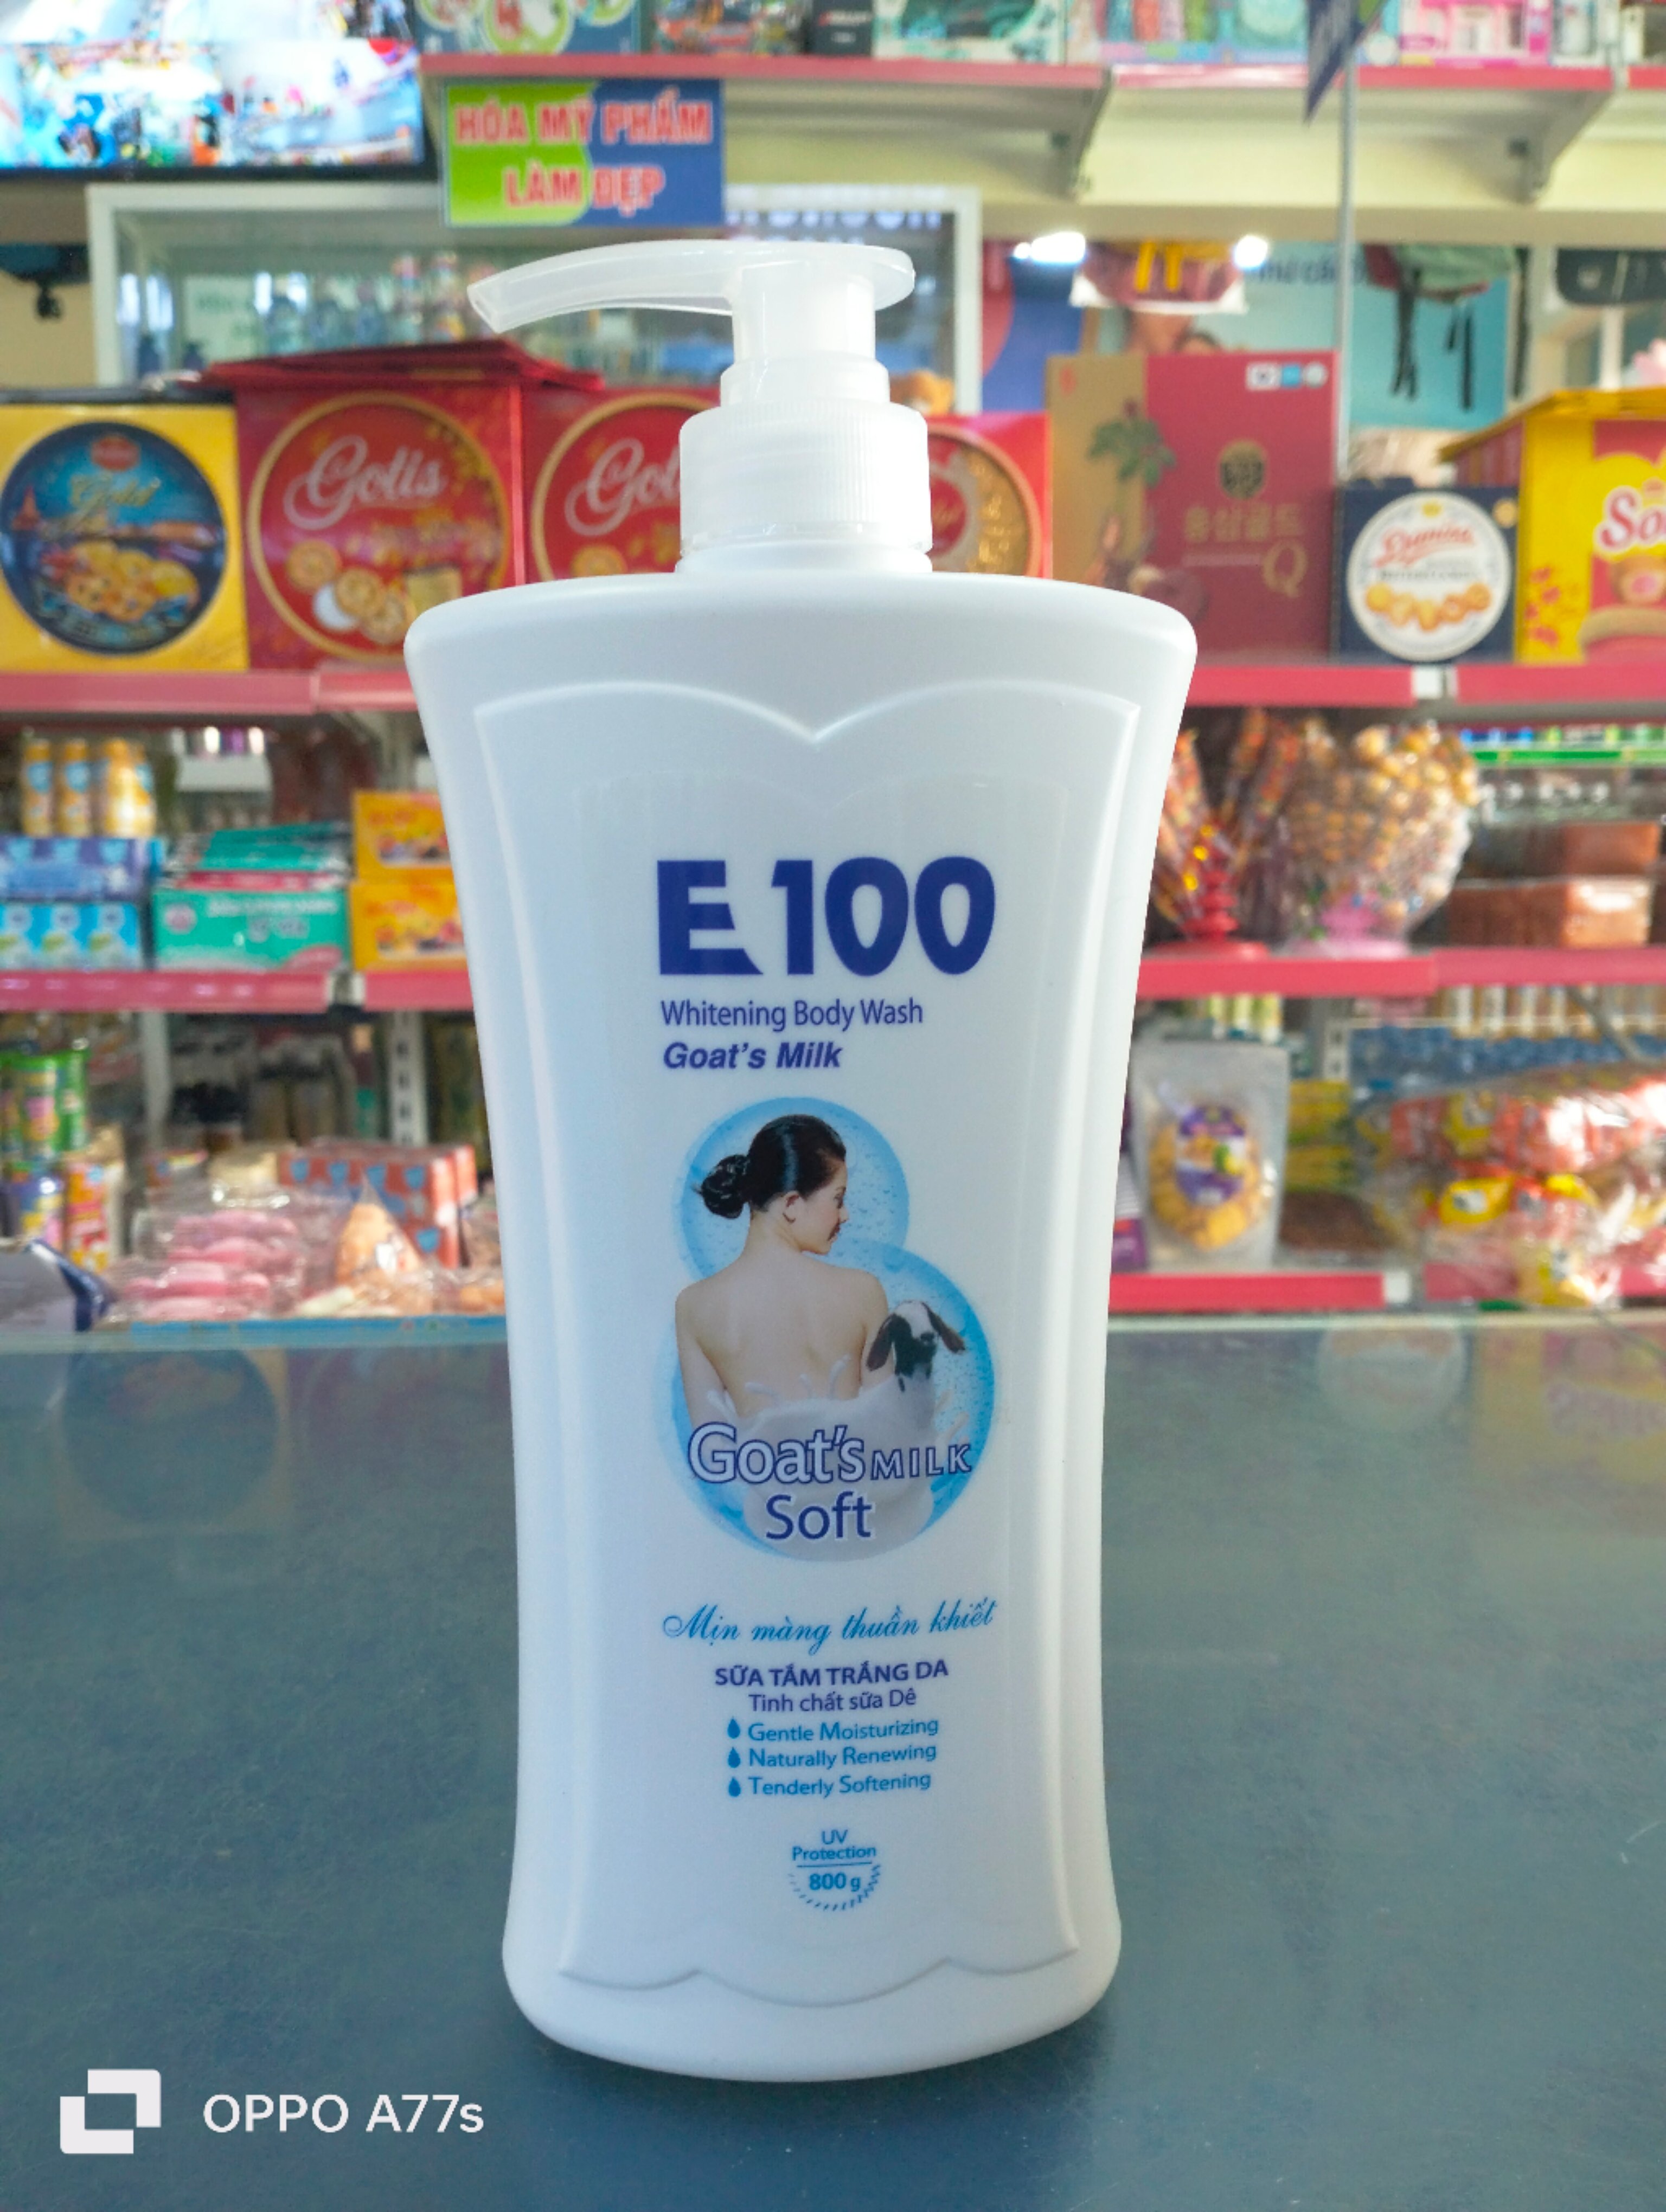 HÓA MỸ PHẨM
LÀM ĐẸP
Gotis
E100
Whitening Body Wash
Goat's Milk
Goat's MILK
Soft
Mịn màng thuần khiết
SỮA TẮM TRẮNG DA
Tinh chất sữa Dê
Gentle Moisturizing
Naturally Renewing
Tenderly Softening
UV
Protection
800 g
OPPO A77s